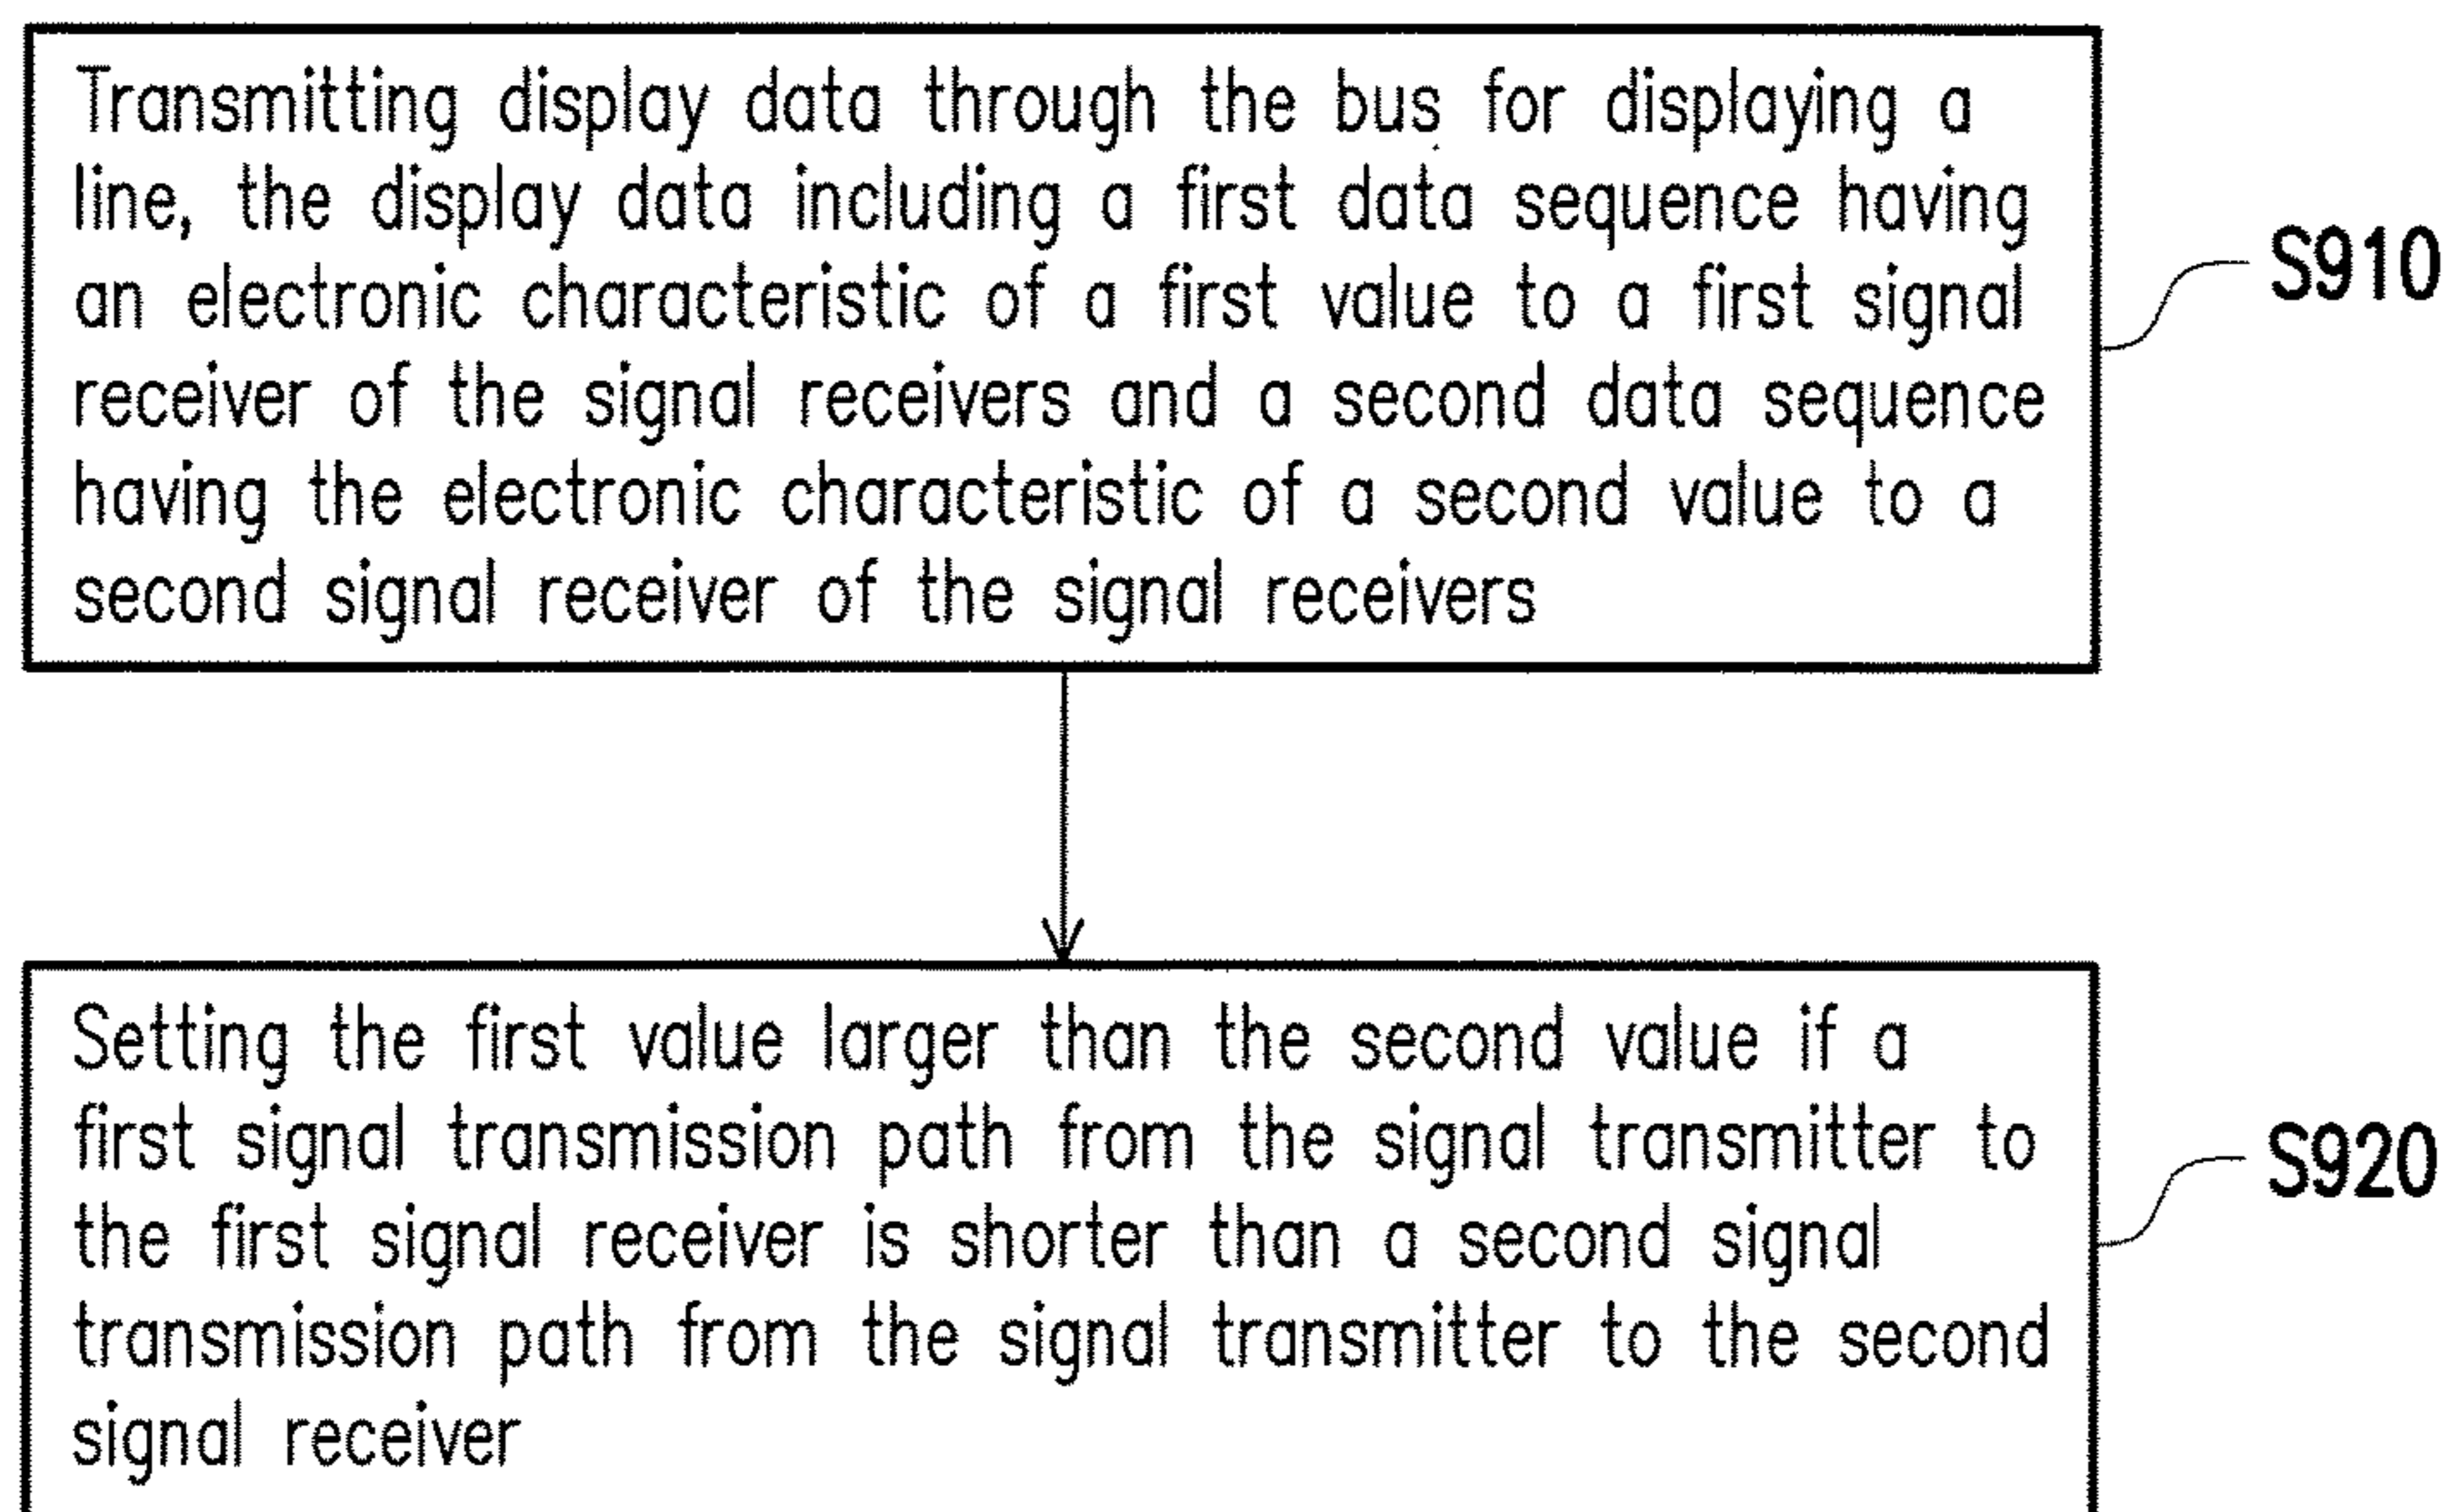 Transmitting display data through the bus for displaying a
line, the display data including a first data sequence having
an electronic characteristic of a first value to a first signal
receiver of the signal receivers and a second data sequence
having the electronic characteristic of a second value to a
second signal receiver of the signal receivers
S910
Setting the first value larger than the second value if a
first signal transmission path from the signal transmitter to
the first signal receiver is shorter than a second signal
transmission path from the signal transmitter to the second
signal receiver
S920